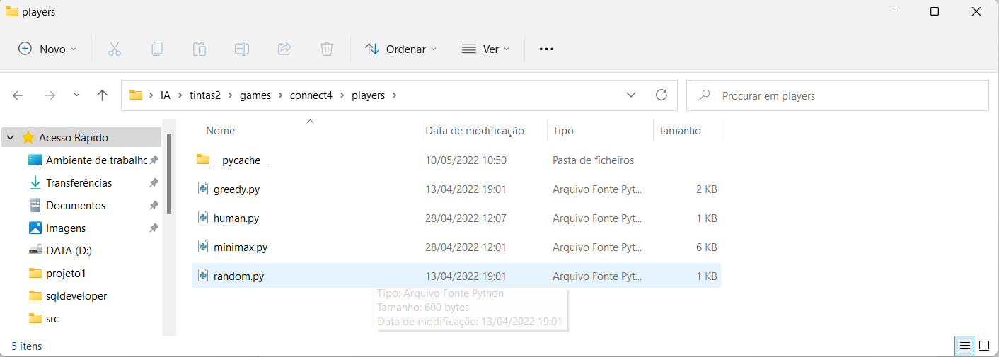 players
Novo
Ordenar
Ver
IA > tintas2 > games > connect4 > players >
Procurar em players
Acesso Rápido
Ambiente de trabalho
Transferências
Documentos
Imagens
DATA (D:)
projeto1
sqldeveloper
src
Nome Data de modificação Tipo Tamanho
__pycache__ 10/05/2022 10:50 Pasta de ficheiros
greedy.py 13/04/2022 19:01 Arquivo Fonte Pyt... 2 KB
human.py 28/04/2022 12:07 Arquivo Fonte Pyt... 1 KB
minimax.py 28/04/2022 12:01 Arquivo Fonte Pyt... 6 KB
random.py 13/04/2022 19:01 Arquivo Fonte Pyt... 1 KB
Tipo: Arquivo Fonte Python
Tamanho: 600 bytes
Data de modificação: 13/04/2022 19:01
5 itens